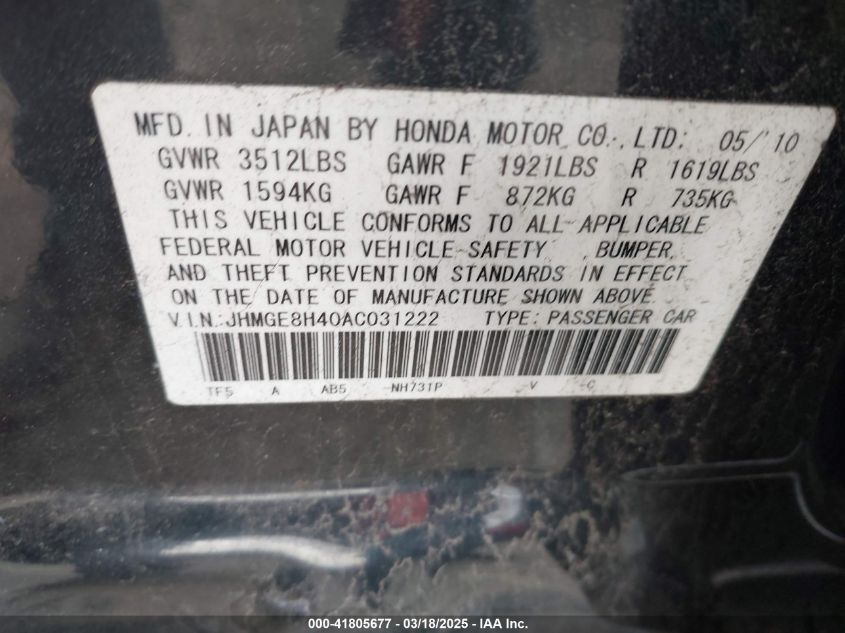 MFD. IN JAPAN BY HONDA MOTOR CO., LTD. 05/'10
GVWR 3512LBS GAWR F 1921LBS R 1619LBS
GVWR 1594KG GAWR F 872KG R 735KG
THIS VEHICLE CONFORMS TO ALL APPLICABLE
FEDERAL MOTOR VEHICLE SAFETY, BUMPER,
AND THEFT PREVENTION STANDARDS IN EFFECT
ON THE DATE OF MANUFACTURE SHOWN ABOVE.
V.I.N.: JHMGE8H40AC031222 TYPE: PASSENGER CAR
TF5 A AB5 NH731P V C
000-41805677 - 03/18/2025 - IAA Inc.